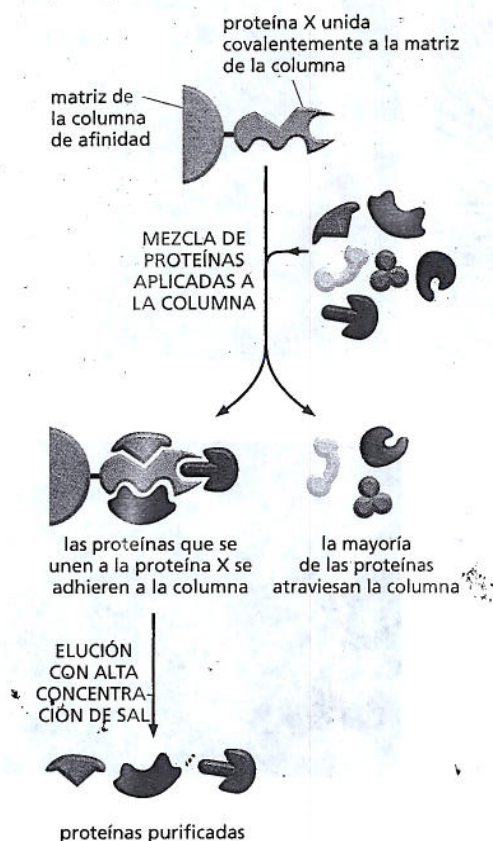 proteína X unida
covalentemente a la matriz
de la columna
matriz de
la columna
de afinidad
MEZCLA DE
PROTEÍNAS
APLICADAS A
LA COLUMNA
las proteínas que se
unen a la proteína X se
adhieren a la columna
la mayoría
de las proteínas
atraviesan la columna
ELUCIÓN
CON ALTA
CONCENTRA-
CIÓN DE SAL
proteínas purificadas